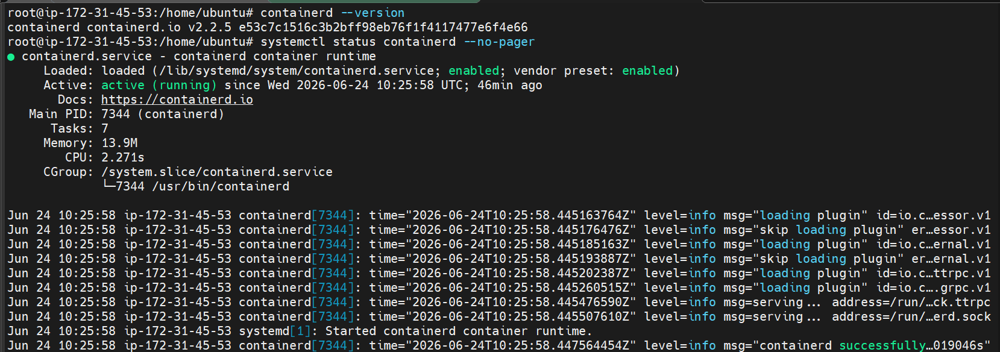 root@ip-172-31-45-53:/home/ubuntu# containerd --version
containerd containerd.io v2.2.5 e53c7c1516c3b2bff98eb76f1f4117477e6f4e66
root@ip-172-31-45-53:/home/ubuntu# systemctl status containerd --no-pager
● containerd.service - containerd container runtime
     Loaded: loaded (/lib/systemd/system/containerd.service; enabled; vendor preset: enabled)
     Active: active (running) since Wed 2026-06-24 10:25:58 UTC; 46min ago
       Docs: https://containerd.io
   Main PID: 7344 (containerd)
      Tasks: 7
     Memory: 13.9M
        CPU: 2.271s
     CGroup: /system.slice/containerd.service
             └─7344 /usr/bin/containerd

Jun 24 10:25:58 ip-172-31-45-53 containerd[7344]: time="2026-06-24T10:25:58.445163764Z" level=info msg="loading plugin" id=io.c…essor.v1
Jun 24 10:25:58 ip-172-31-45-53 containerd[7344]: time="2026-06-24T10:25:58.445176476Z" level=info msg="skip loading plugin" er…essor.v1
Jun 24 10:25:58 ip-172-31-45-53 containerd[7344]: time="2026-06-24T10:25:58.445185163Z" level=info msg="loading plugin" id=io.c…ernal.v1
Jun 24 10:25:58 ip-172-31-45-53 containerd[7344]: time="2026-06-24T10:25:58.445193887Z" level=info msg="skip loading plugin" er…ernal.v1
Jun 24 10:25:58 ip-172-31-45-53 containerd[7344]: time="2026-06-24T10:25:58.445202387Z" level=info msg="loading plugin" id=io.c…ttrpc.v1
Jun 24 10:25:58 ip-172-31-45-53 containerd[7344]: time="2026-06-24T10:25:58.445260515Z" level=info msg="loading plugin" id=io.c….grpc.v1
Jun 24 10:25:58 ip-172-31-45-53 containerd[7344]: time="2026-06-24T10:25:58.445476590Z" level=info msg=serving... address=/run/…ck.ttrpc
Jun 24 10:25:58 ip-172-31-45-53 containerd[7344]: time="2026-06-24T10:25:58.445507610Z" level=info msg=serving... address=/run/…erd.sock
Jun 24 10:25:58 ip-172-31-45-53 systemd[1]: Started containerd container runtime.
Jun 24 10:25:58 ip-172-31-45-53 containerd[7344]: time="2026-06-24T10:25:58.447564454Z" level=info msg="containerd successfully…019046s"